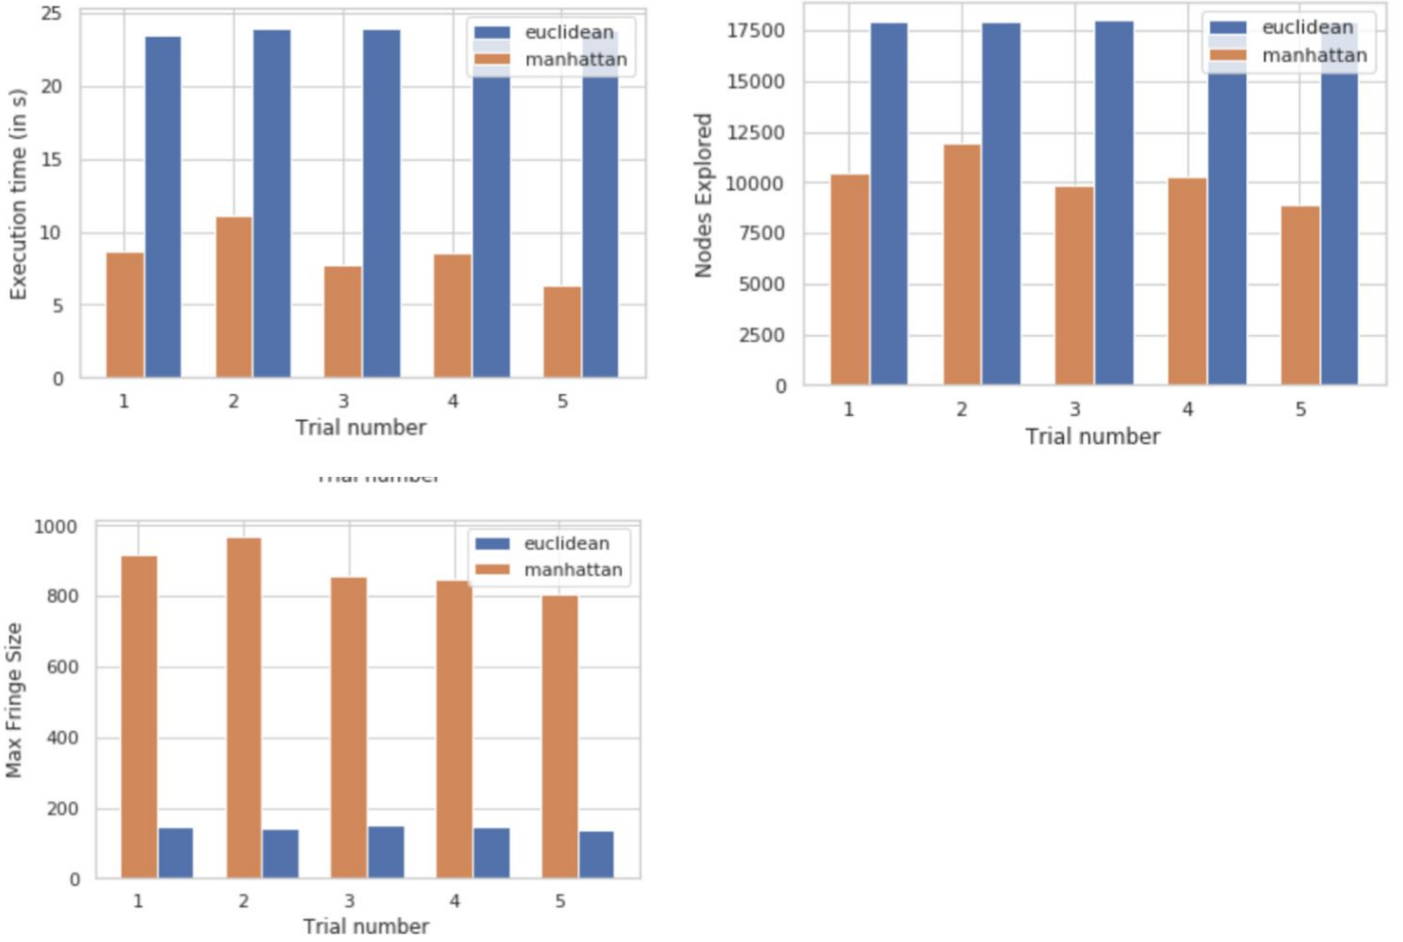 25
20
15
10
5
0
Execution time (in s)
euclidean
manhattan
1 2 3 4 5
Trial number
17500
15000
12500
10000
7500
5000
2500
0
Nodes Explored
euclidean
manhattan
1 2 3 4 5
Trial number
Trial number
1000
800
600
400
200
0
Max Fringe Size
euclidean
manhattan
1 2 3 4 5
Trial number